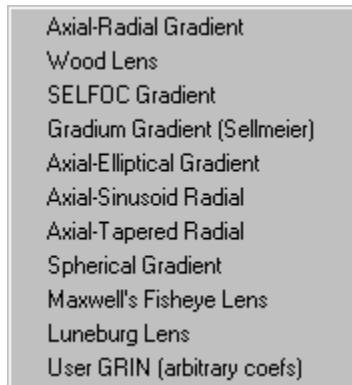 Axial-Radial Gradient
Wood Lens
SELFOC Gradient
Gradium Gradient (Sellmeier)
Axial-Elliptical Gradient
Axial-Sinusoid Radial
Axial-Tapered Radial
Spherical Gradient
Maxwell's Fisheye Lens
Luneburg Lens
User GRIN (arbitrary coefs)